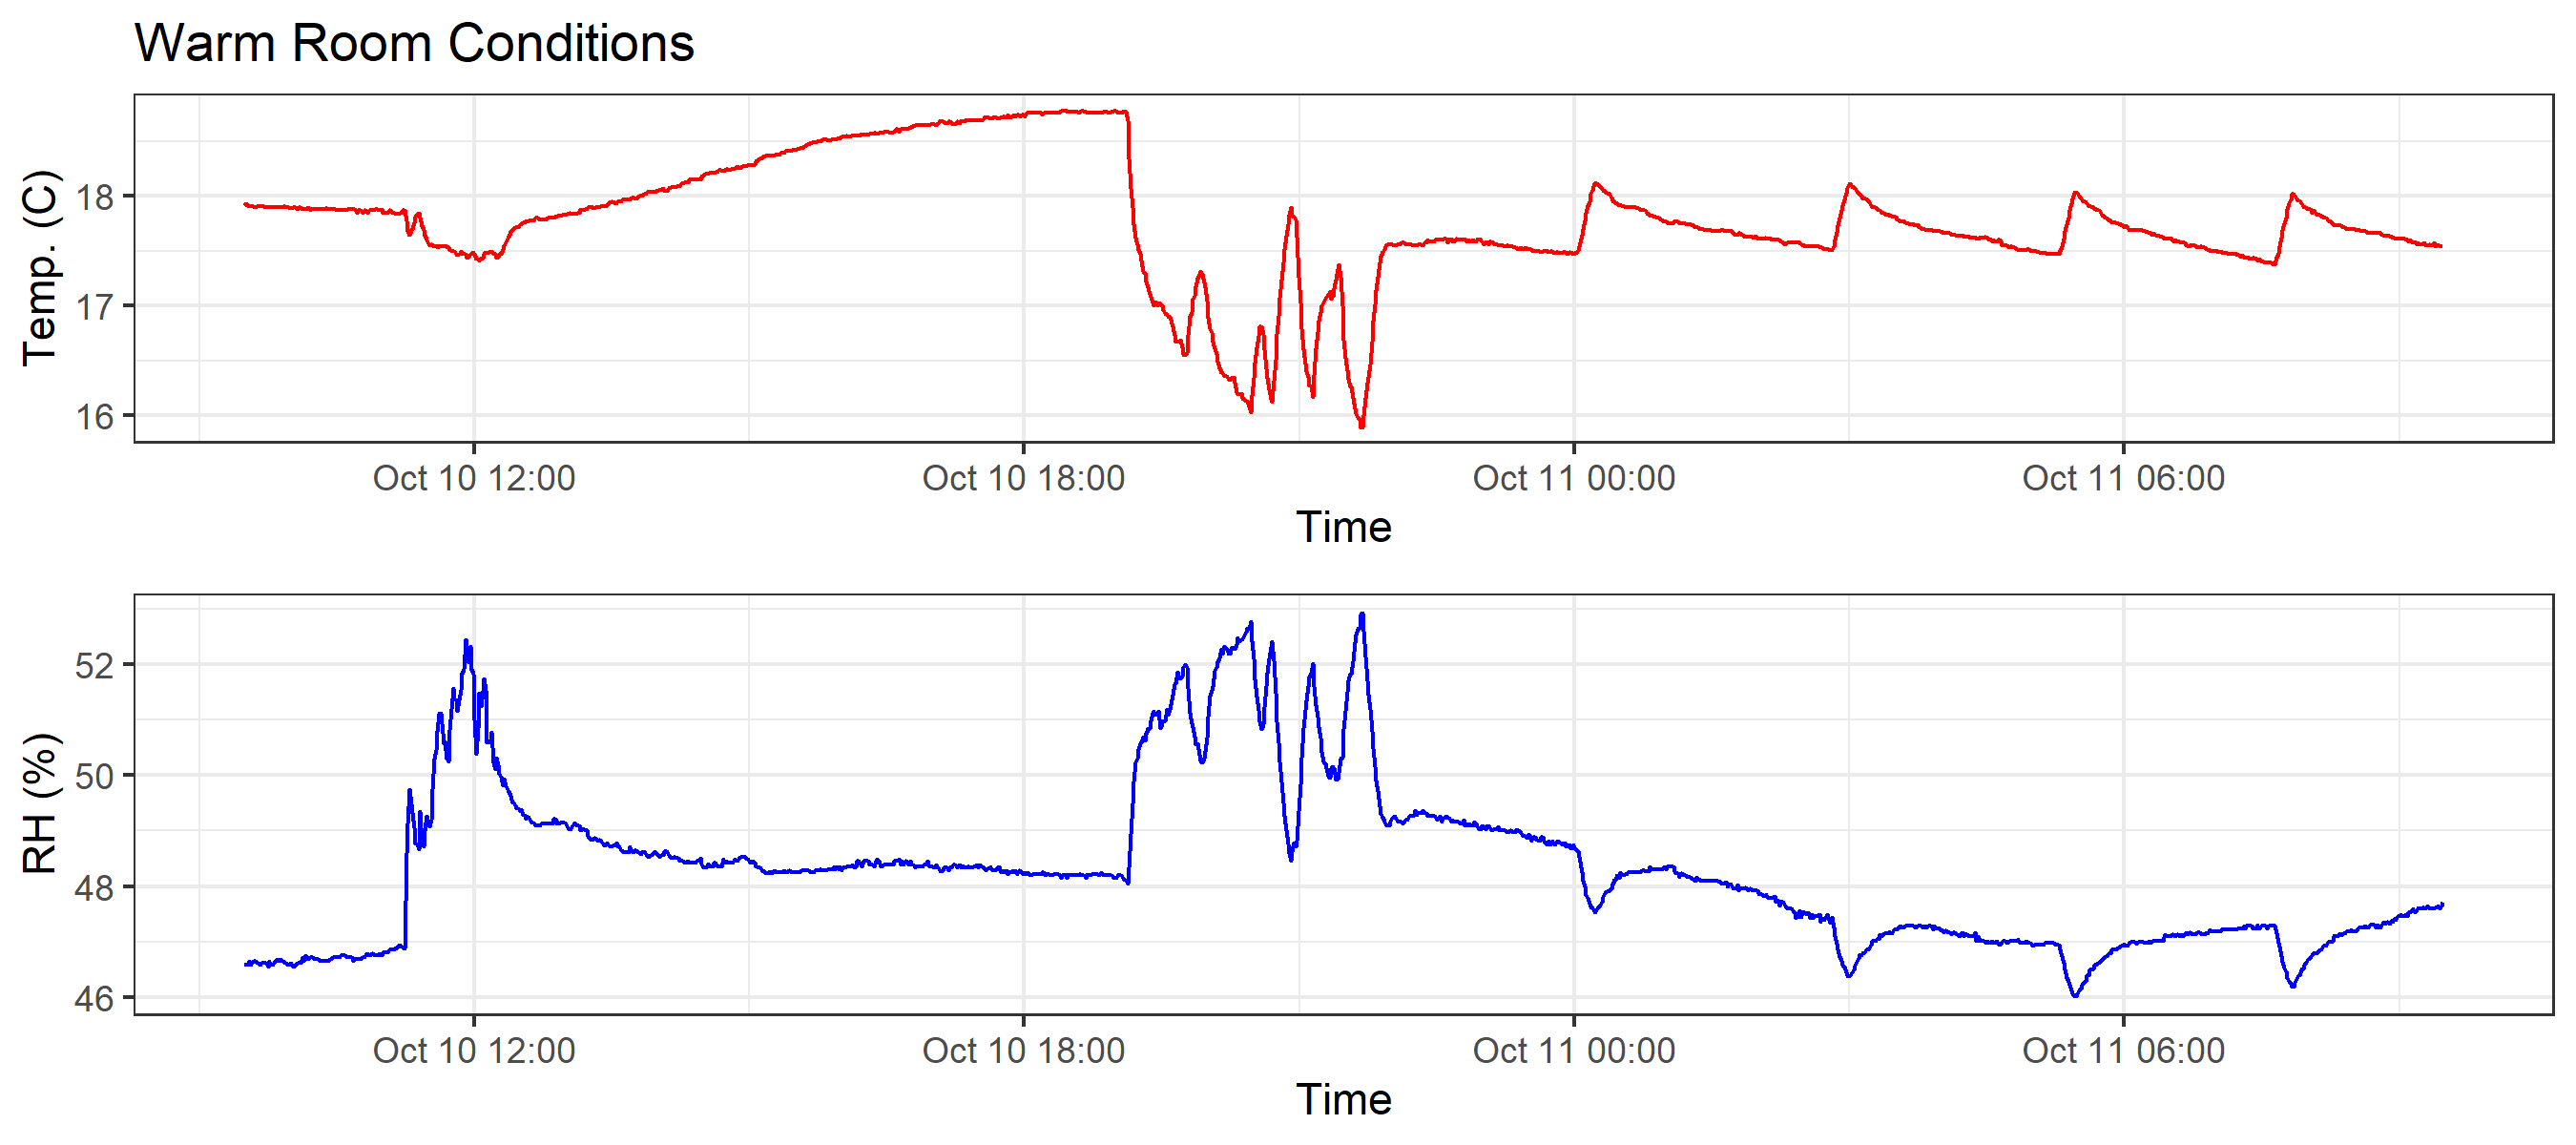 Warm Room Conditions
Temp. (C)
18
17
16
Oct 10 12:00 Oct 10 18:00 Oct 11 00:00 Oct 11 06:00
Time
RH (%)
52
50
48
46
Oct 10 12:00 Oct 10 18:00 Oct 11 00:00 Oct 11 06:00
Time